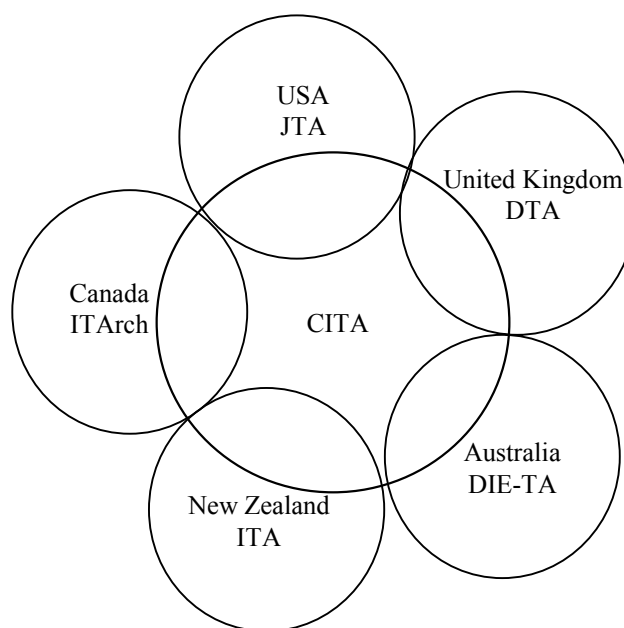 USA
JTA
United Kingdom
DTA
Canada
ITArch
CITA
Australia
DIE-TA
New Zealand
ITA